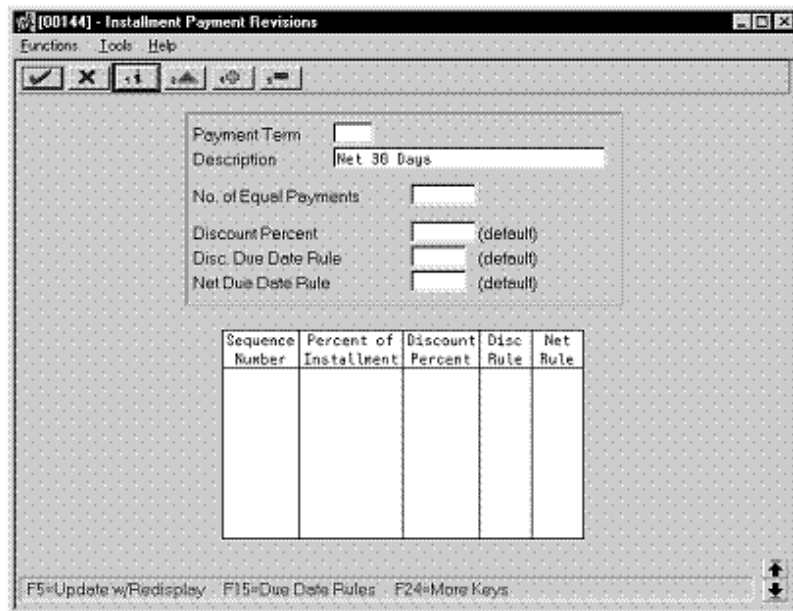 [00144] - Installment Payment Revisions
Functions Tools Help
Payment Term
Description Net 30 Days
No. of Equal Payments
Discount Percent (default)
Disc. Due Date Rule (default)
Net Due Date Rule (default)
Sequence Number Percent of Installment Discount Percent Disc Rule Net Rule
F5=Update w/Redisplay F15=Due Date Rules F24=More Keys